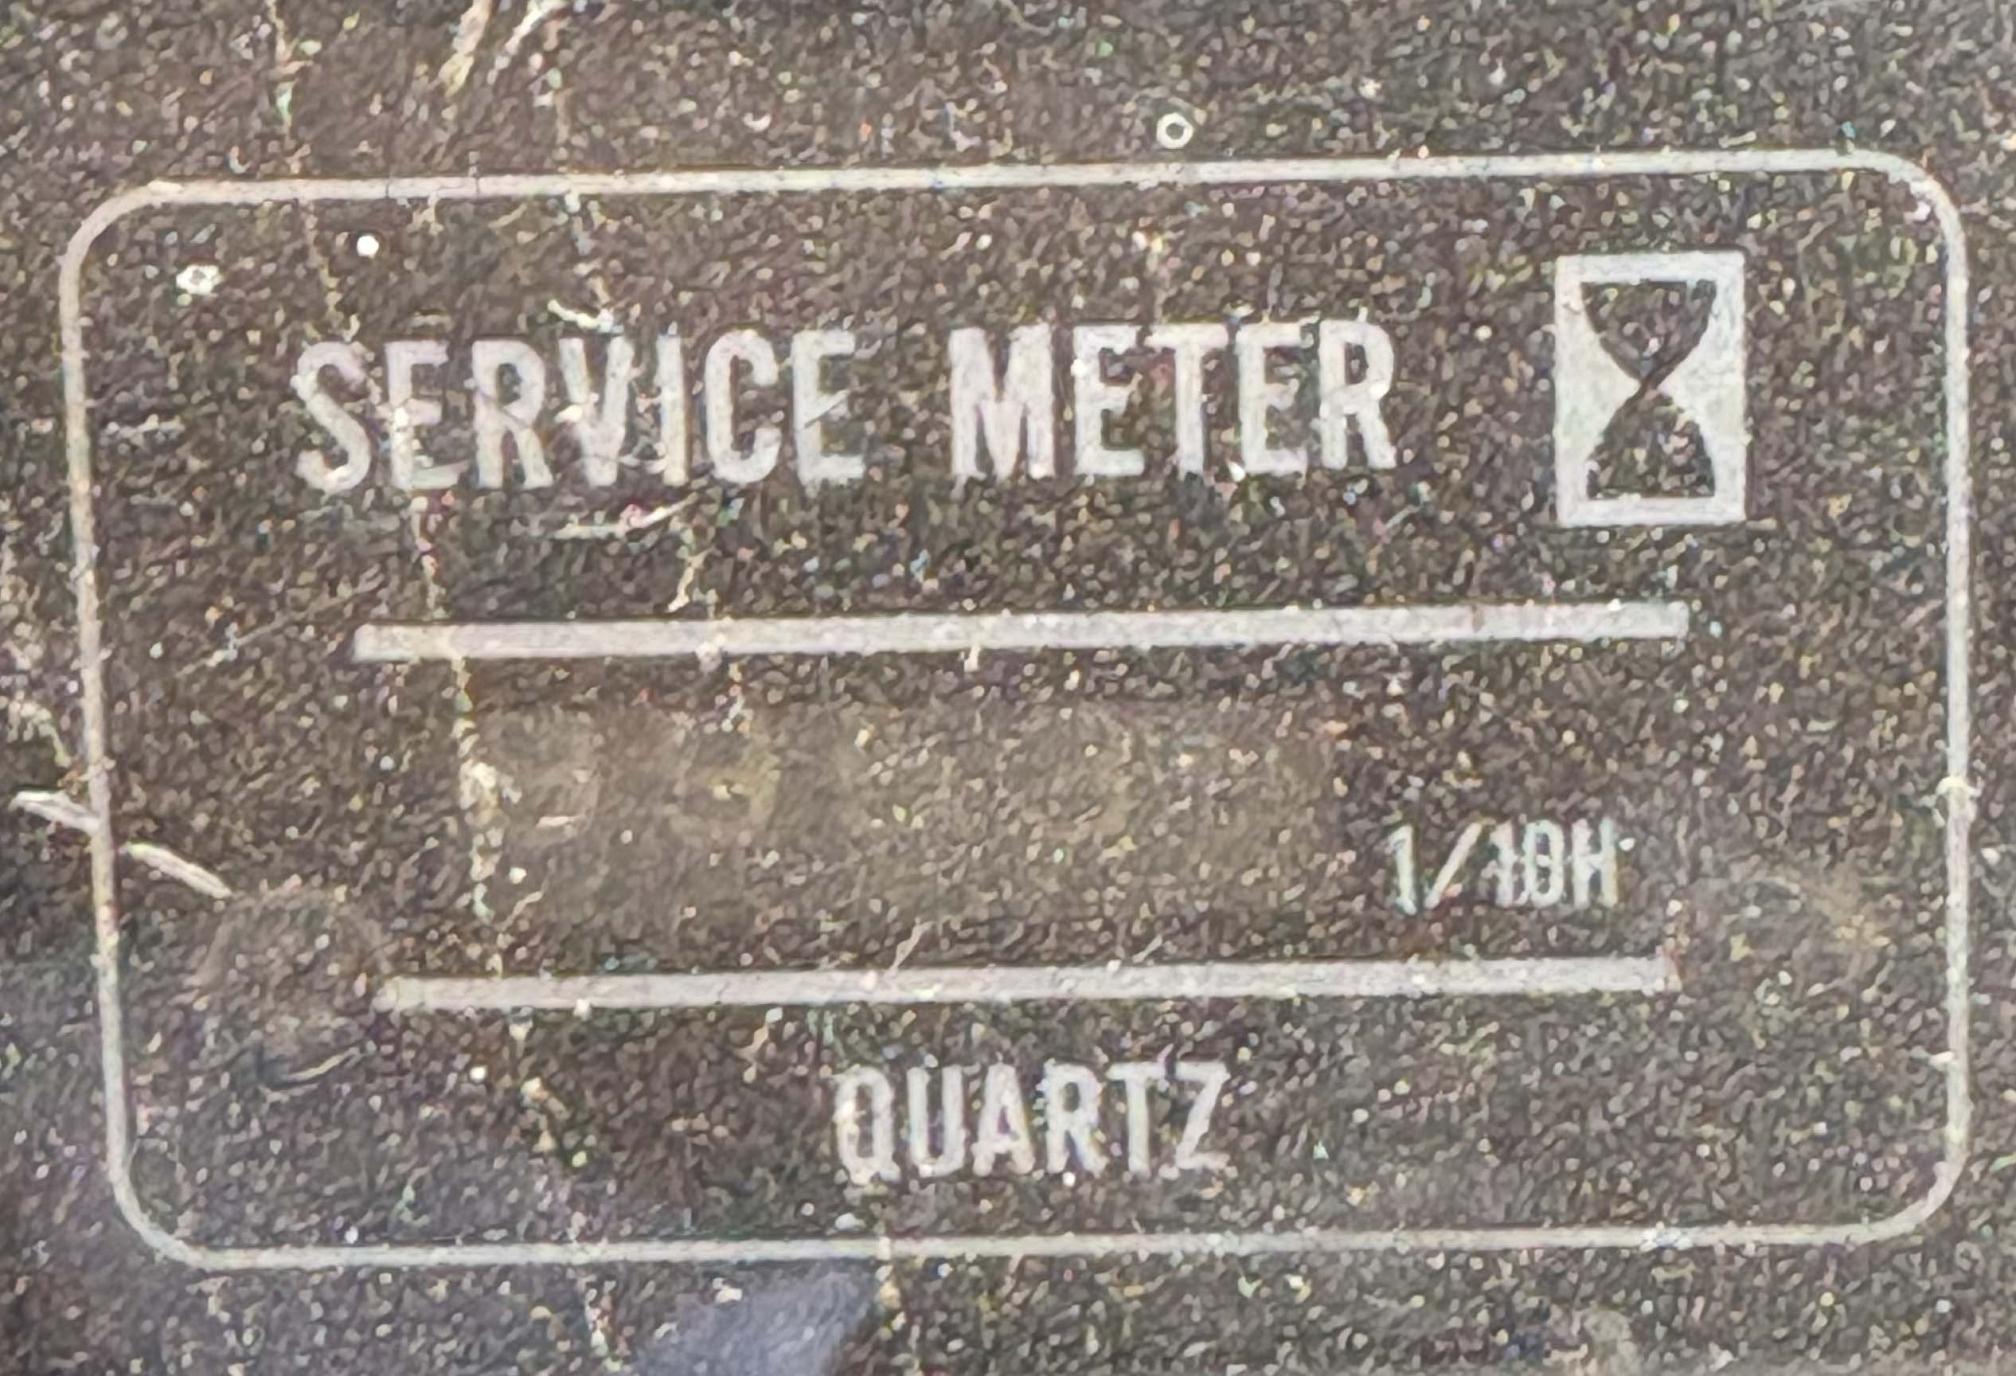 SERVICE METER
1/10H
QUARTZ